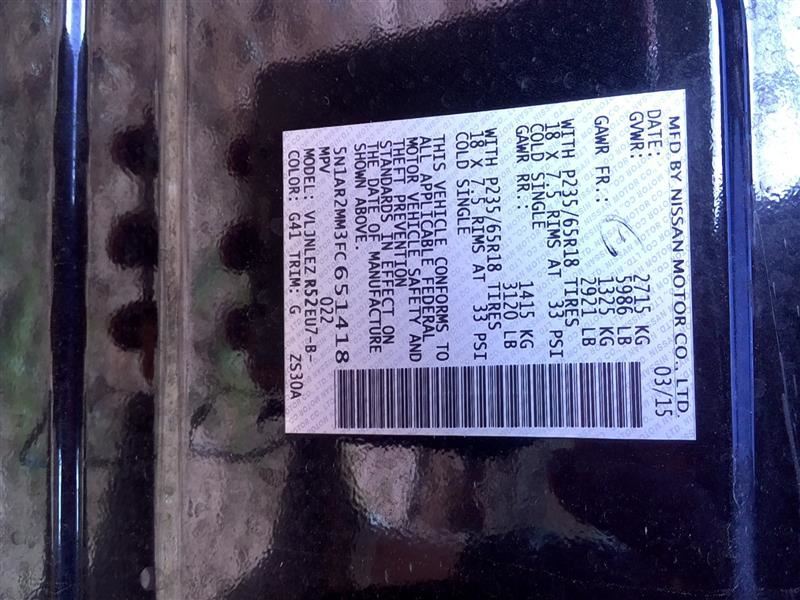 MFD BY NISSAN MOTOR CO., LTD.
DATE: 03/15
GVWR: 2715 KG
5986 LB
GAWR FR.: 1325 KG
2921 LB
WITH P235/65R18 TIRES
18 X 7.5 RIMS AT 33 PSI
COLD SINGLE
GAWR RR.: 1415 KG
3120 LB
WITH P235/65R18 TIRES
18 X 7.5 RIMS AT 33 PSI
COLD SINGLE
THIS VEHICLE CONFORMS TO
ALL APPLICABLE FEDERAL
MOTOR VEHICLE SAFETY AND
THEFT PREVENTION
STANDARDS IN EFFECT ON
THE DATE OF MANUFACTURE
SHOWN ABOVE.
5N1AR2MM3FC651418
MPV 022
MODEL: VLJNLEZ R52EU7-B-
COLOR: G41 TRIM: G ZS30A